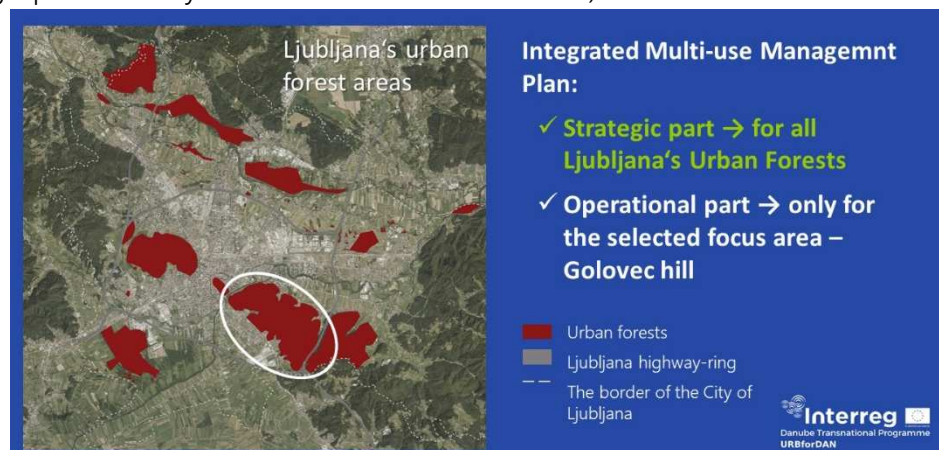 Ljubljana's urban
forest areas
Integrated Multi-use Managemnt
Plan:
✓ Strategic part → for all
Ljubljana's Urban Forests
✓ Operational part → only for
the selected focus area –
Golovec hill
Urban forests
Ljubljana highway-ring
The border of the City of
Ljubljana
Interreg
Danube Transnational Programme
URBforDAN